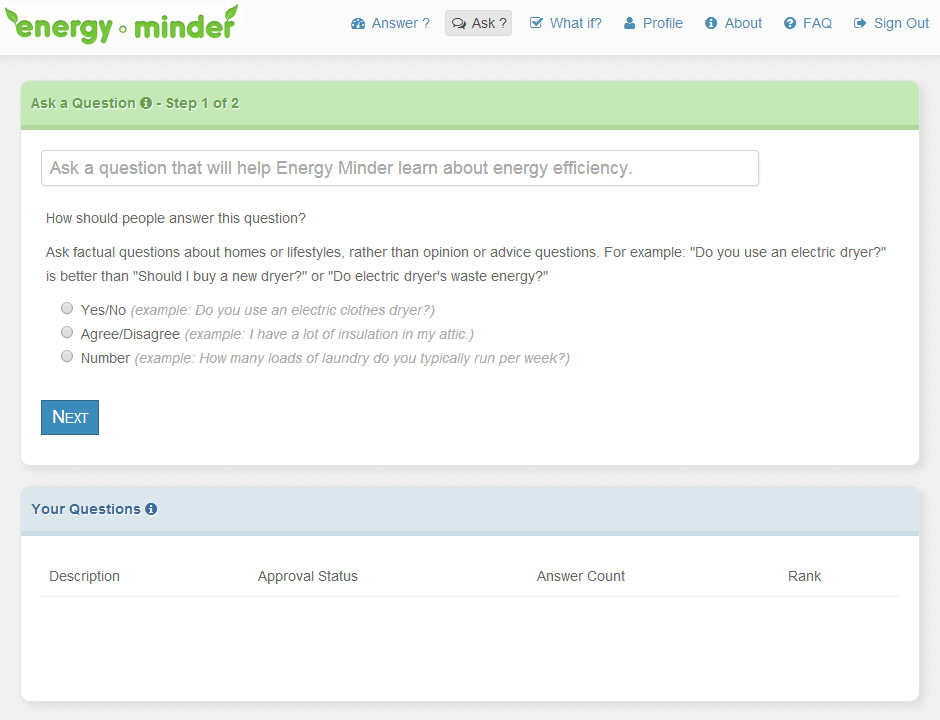 energy minder
Answer ? Ask ? What if? Profile About FAQ Sign Out
Ask a Question - Step 1 of 2
Ask a question that will help Energy Minder learn about energy efficiency.
How should people answer this question?
Ask factual questions about homes or lifestyles, rather than opinion or advice questions. For example: "Do you use an electric dryer?"
is better than "Should I buy a new dryer?" or "Do electric dryer's waste energy?"
Yes/No (example: Do you use an electric clothes dryer?)
Agree/Disagree (example: I have a lot of insulation in my attic.)
Number (example: How many loads of laundry do you typically run per week?)
Next
Your Questions
Description Approval Status Answer Count Rank